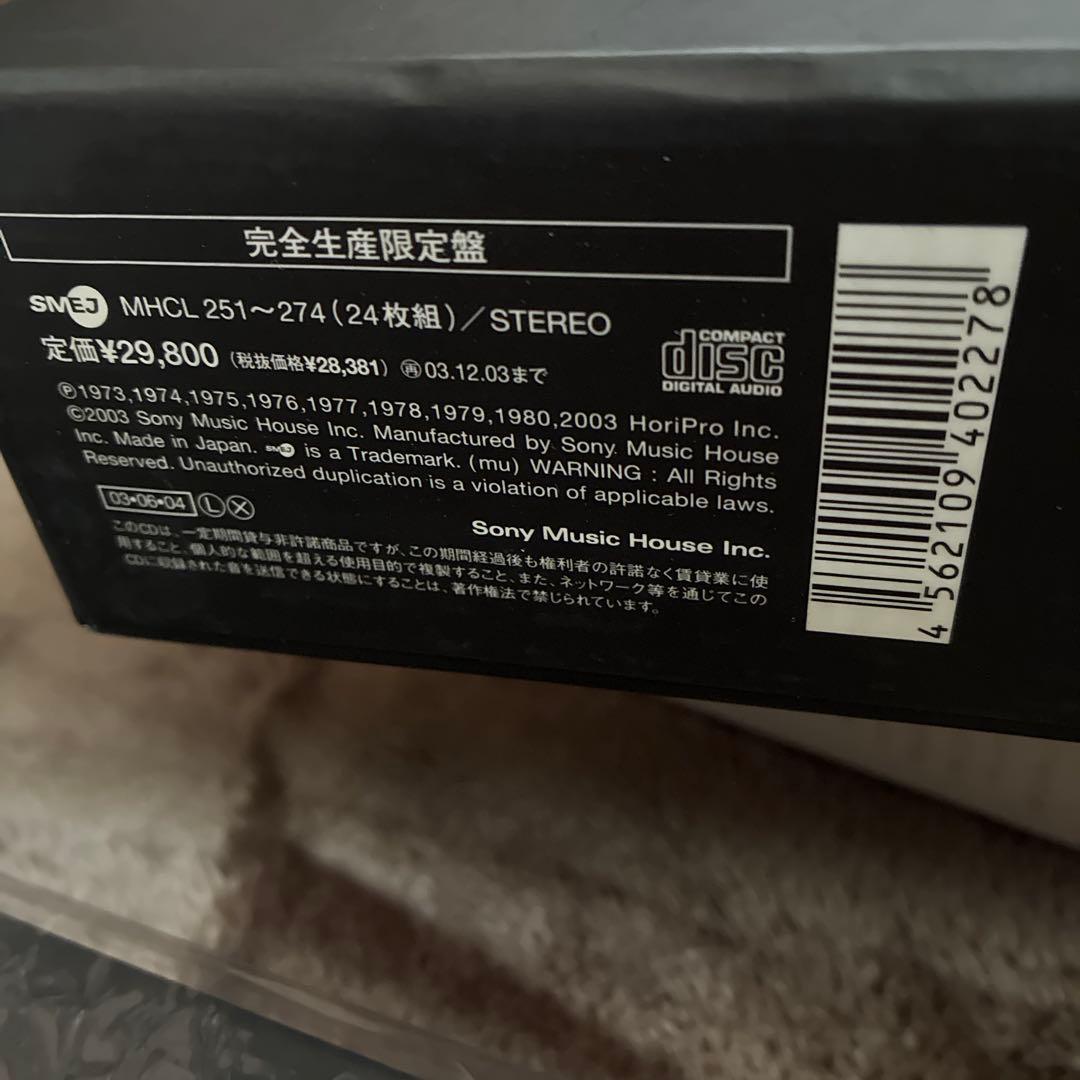 完全生産限定盤
SMEJ MHCL 251～274(24枚組)／STEREO
定価¥29,800（税抜価格¥28,381）㊢03.12.03まで
COMPACT disc DIGITAL AUDIO
Ⓟ1973,1974,1975,1976,1977,1978,1979,1980,2003 HoriPro Inc.
©2003 Sony Music House Inc. Manufactured by Sony Music House
Inc. Made in Japan. SMEJ is a Trademark. (mu) WARNING : All Rights
Reserved. Unauthorized duplication is a violation of applicable laws.
03•06•04 Ⓛ Ⓧ
Sony Music House Inc.
このCDは、一定期間貸与非許諾商品ですが、この期間経過後も権利者の許諾なく賃貸業に使
用すること、個人的な範囲を超える使用目的で複製すること、また、ネットワーク等を通じてこの
CDに収録された音を送信できる状態にすることは、著作権法で禁じられています。
4 562109 402278